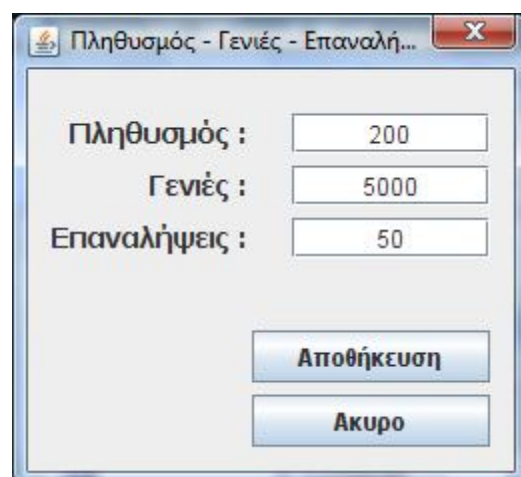 Πληθυσμός - Γενιές - Επαναλή...
Πληθυσμός : 200
Γενιές : 5000
Επαναλήψεις : 50
Αποθήκευση
Ακυρο